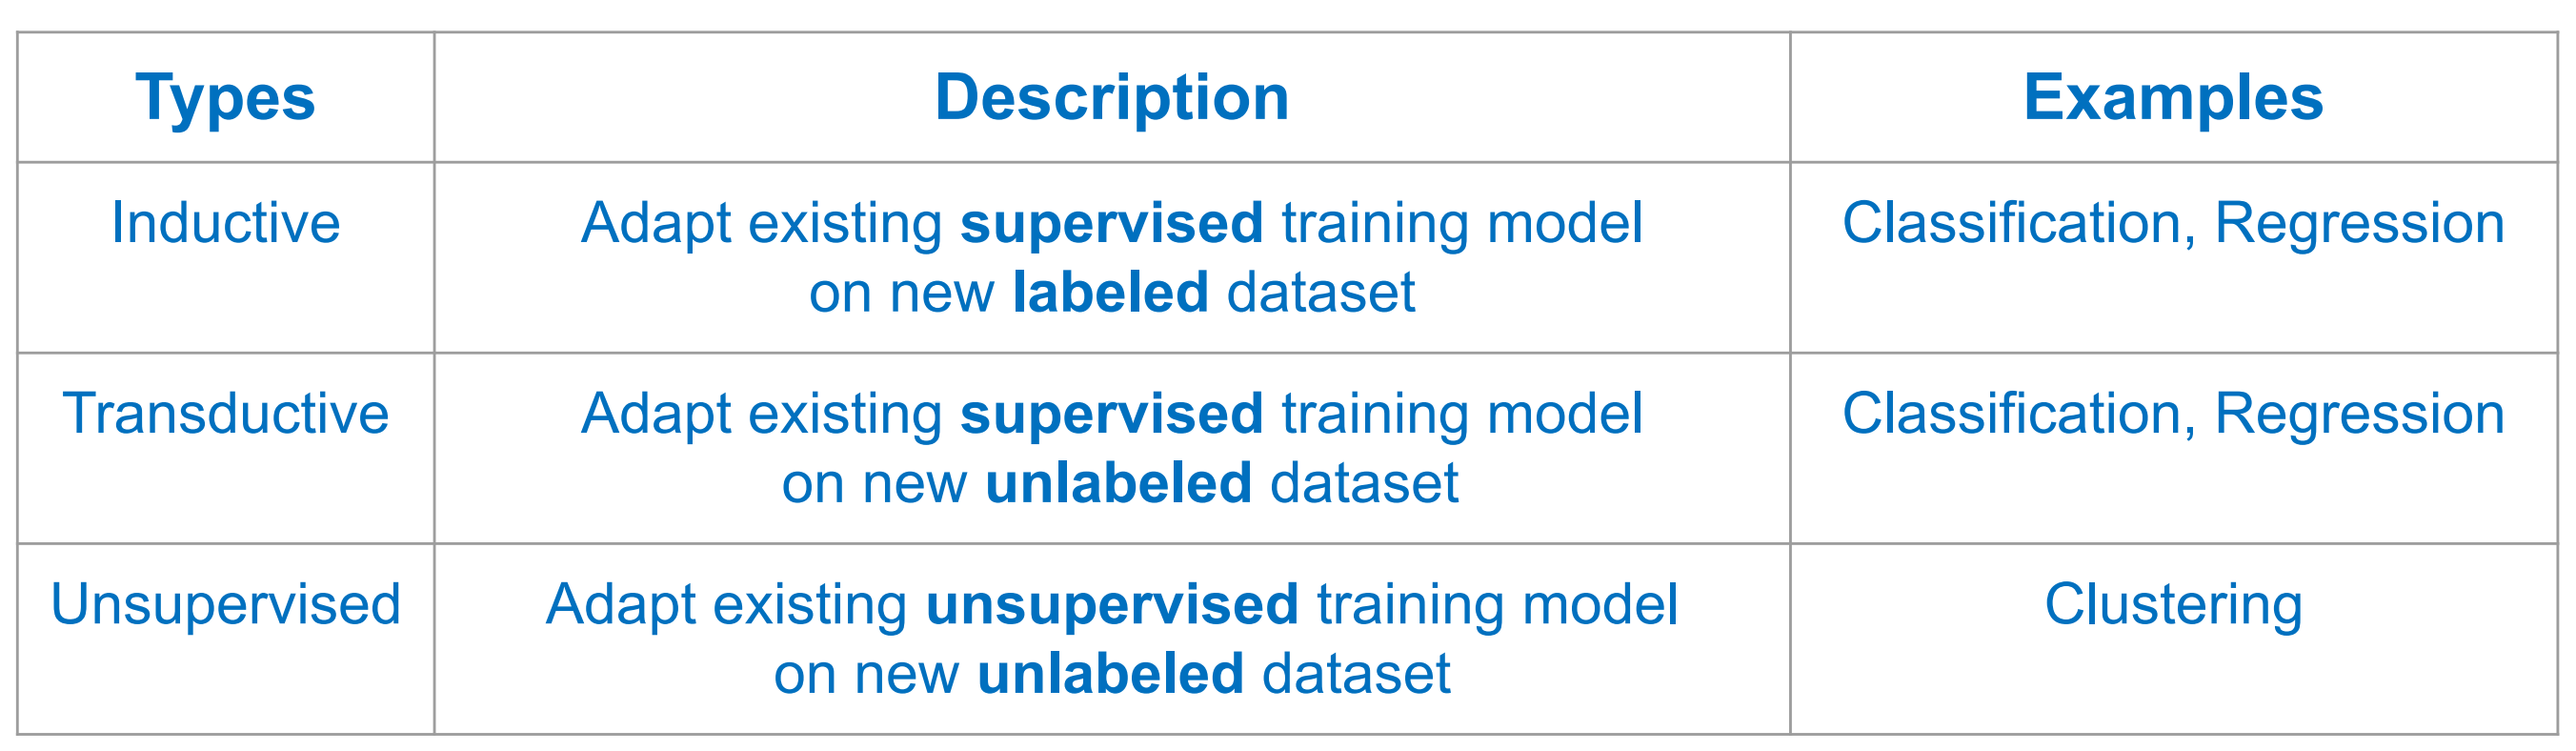 Types Description Examples
Inductive Adapt existing supervised training model Classification, Regression
on new labeled dataset
Transductive Adapt existing supervised training model Classification, Regression
on new unlabeled dataset
Unsupervised Adapt existing unsupervised training model Clustering
on new unlabeled dataset